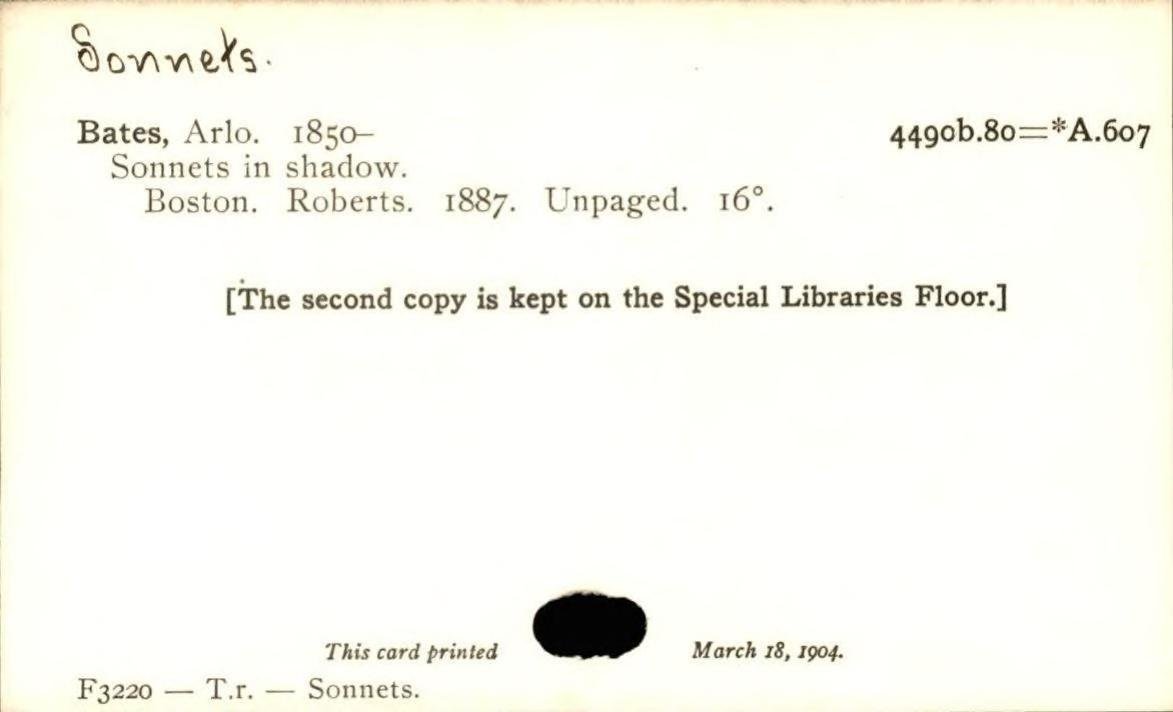 Sonnets.
Bates, Arlo. 1850– 4490b.80=*A.607
Sonnets in shadow.
Boston. Roberts. 1887. Unpaged. 16°.
[The second copy is kept on the Special Libraries Floor.]
This card printed March 18, 1904.
F3220 — T.r. — Sonnets.